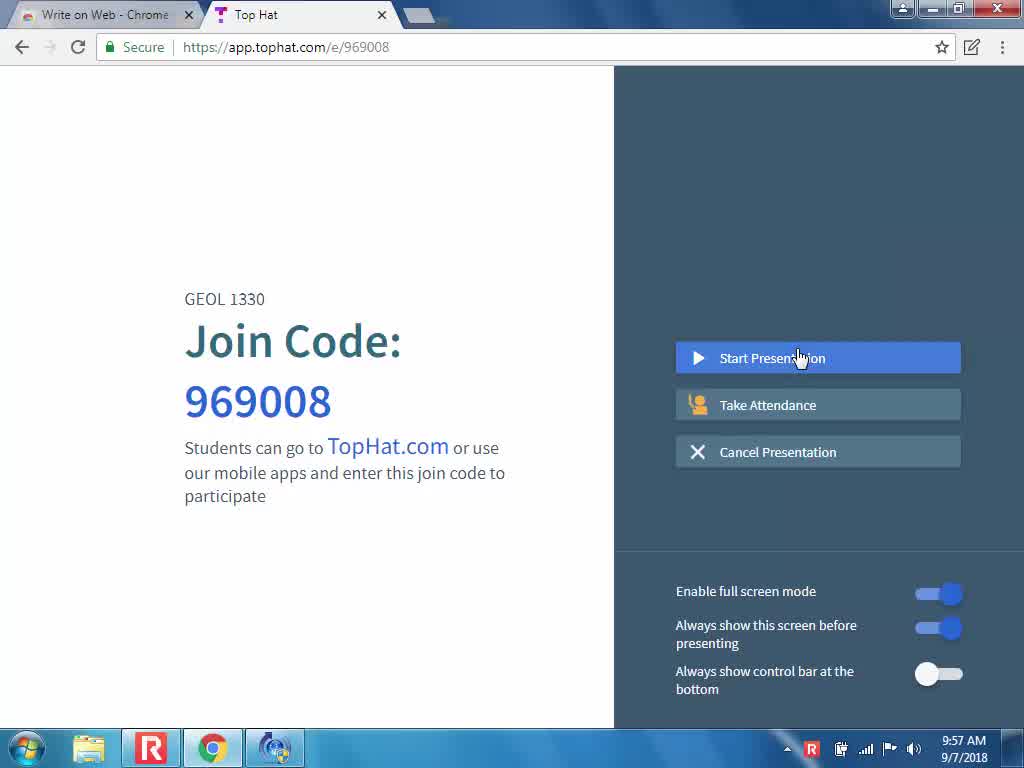 Write on Web - Chrome
Top Hat
Secure
https://app.tophat.com/e/969008
GEOL 1330
Join Code:
969008
Students can go to TopHat.com or use
our mobile apps and enter this join code to
participate
Start Presentation
Take Attendance
Cancel Presentation
Enable full screen mode
Always show this screen before
presenting
Always show control bar at the
bottom
R
R
9:57 AM
9/7/2018